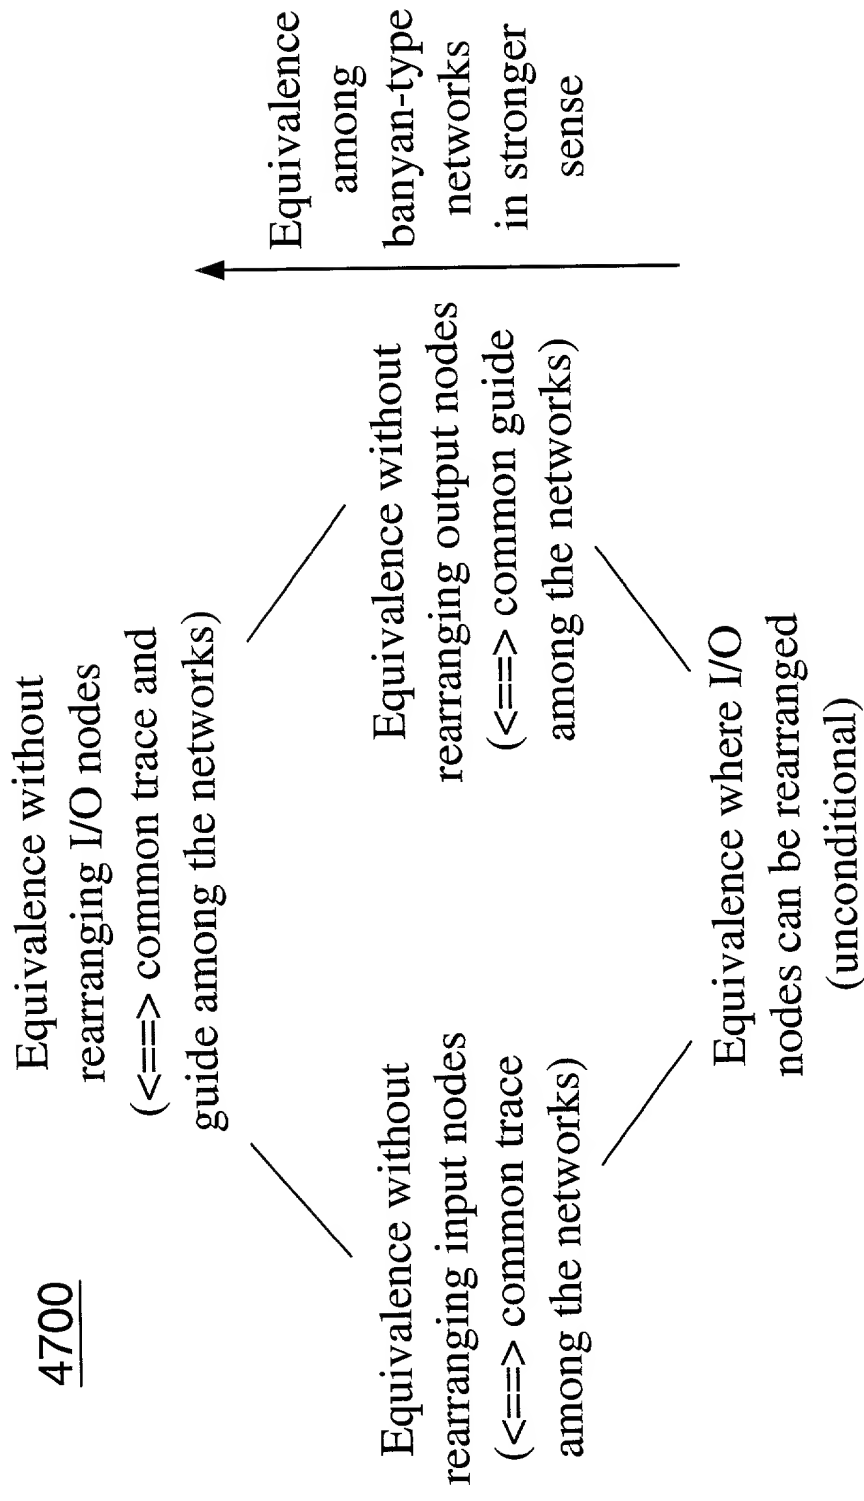 4700
Equivalence without
rearranging I/O nodes
(<==> common trace and
guide among the networks)
Equivalence without
rearranging input nodes
(<==> common trace
among the networks)
Equivalence without
rearranging output nodes
(<==> common guide
among the networks)
Equivalence where I/O
nodes can be rearranged
(unconditional)
Equivalence
among
banyan-type
networks
in stronger
sense